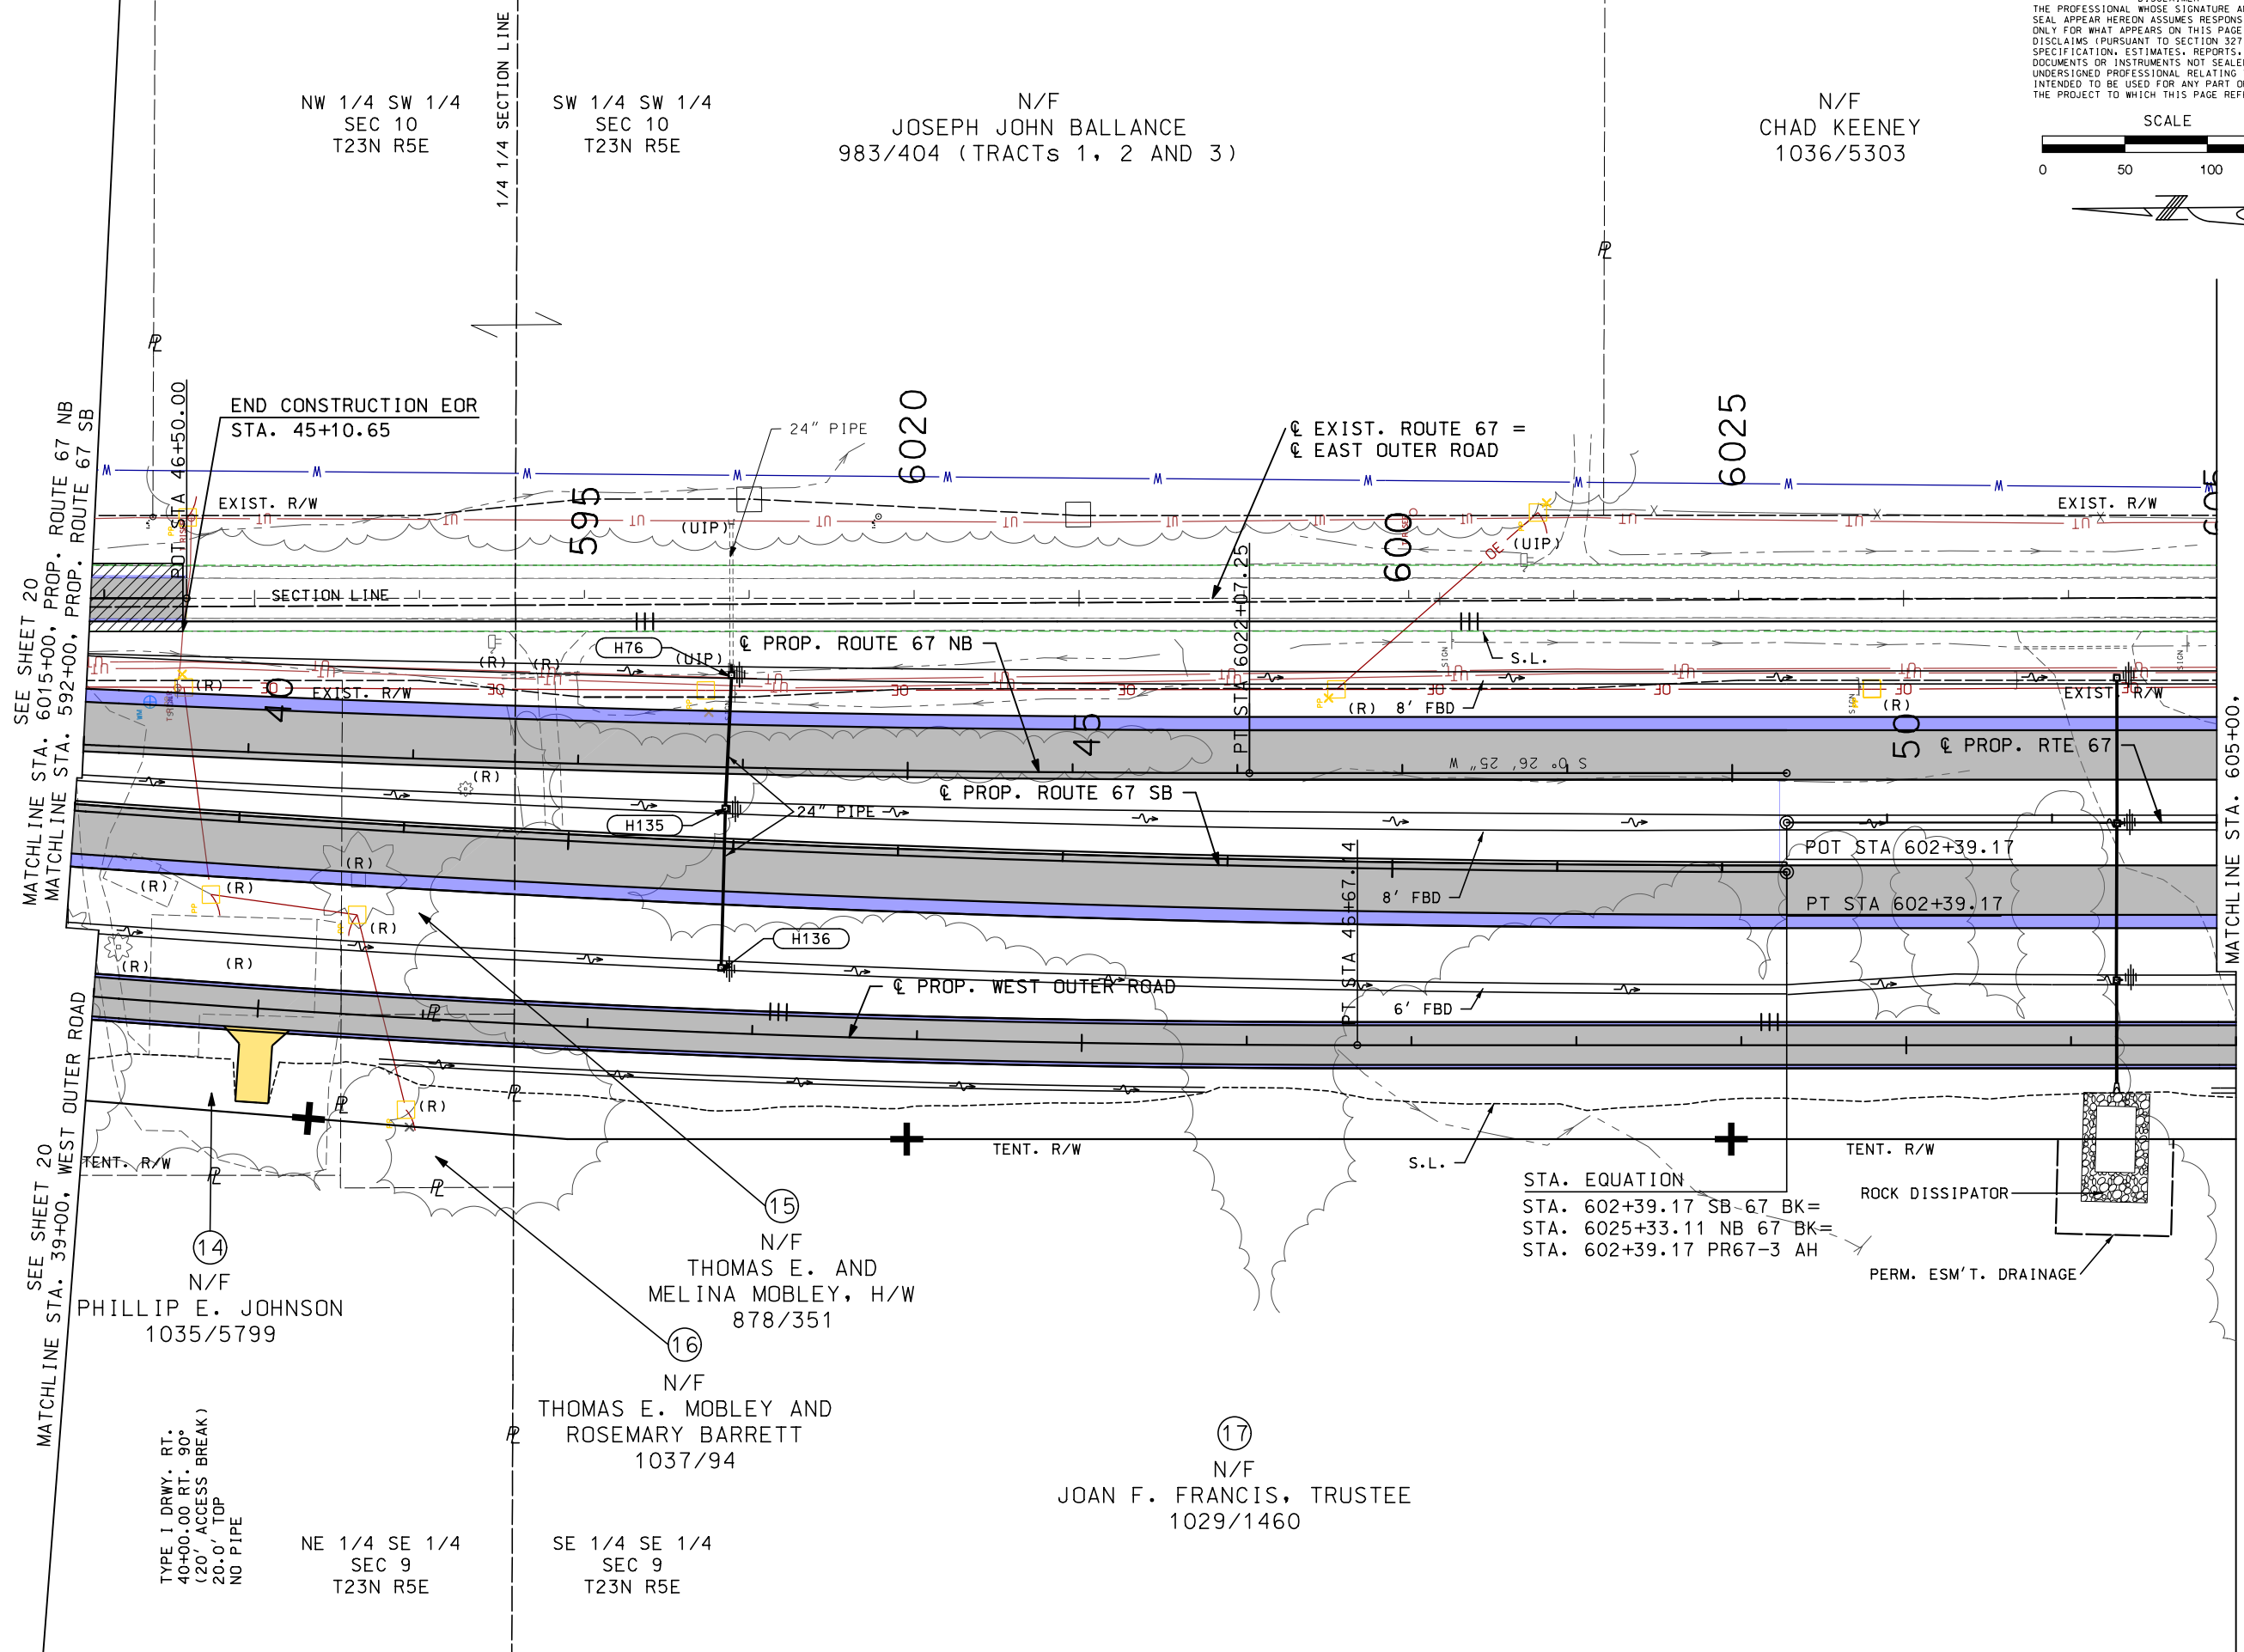 DISCLAIMER
THE PROFESSIONAL WHOSE SIGNATURE
SEAL APPEAR HEREON ASSUMES
ONLY FOR WHAT APPEARS ON THIS PAGE
DISCLAIMS (PURSUANT TO SECTION 327
SPECIFICATION, ESTIMATES, REPORTS,
DOCUMENTS OR INSTRUMENTS NOT
UNDERSIGNED PROFESSIONAL RELATING
INTENDED TO BE USED FOR ANY PART
THE PROJECT TO WHICH THIS PAGE
SCALE
0 50 100
NW 1/4 SW 1/4
SEC 10
T23N R5E
1/4 1/4 SECTION LINE
SW 1/4 SW 1/4
SEC 10
T23N R5E
N/F
JOSEPH JOHN BALLANCE
983/404 (TRACTs 1, 2 AND 3)
N/F
CHAD KEENEY
1036/5303
SEE SHEET 20
MATCHLINE STA. 6015+00, PROP. ROUTE 67 NB
MATCHLINE STA. 592+00, PROP. ROUTE 67 SB
POT STA 46+50.00
END CONSTRUCTION EOR
STA. 45+10.65
24" PIPE
6020
℄ EXIST. ROUTE 67 =
℄ EAST OUTER ROAD
6025
EXIST. R/W
595
(UIP)
600
(UIP)
EXIST. R/W
605
SECTION LINE
PT STA 6022+07.25
H76
(UIP)
℄ PROP. ROUTE 67 NB
S.L.
(R)
(R)
(R)
EXIST. R/W
40
OE
UT
W
SIGN
PP
WM
(R)
8' FBD
(R)
EXIST. R/W
45
50
℄ PROP. RTE 67
S 0° 26' 25" W
(R)
℄ PROP. ROUTE 67 SB
24" PIPE
H135
POT STA 602+39.17
(R)
(R)
(R)
8' FBD
PT STA 602+39.17
(R)
H136
PT STA 46+67.14
(R)
(R)
℄ PROP. WEST OUTER ROAD
6' FBD
MATCHLINE STA. 605+00,
SEE SHEET 20
MATCHLINE STA. 39+00, WEST OUTER ROAD
(R)
TENT. R/W
TENT. R/W
S.L.
TENT. R/W
STA. EQUATION
STA. 602+39.17 SB 67 BK=
STA. 6025+33.11 NB 67 BK=
STA. 602+39.17 PR67-3 AH
ROCK DISSIPATOR
PERM. ESM'T. DRAINAGE
14
N/F
PHILLIP E. JOHNSON
1035/5799
15
N/F
THOMAS E. AND
MELINA MOBLEY, H/W
878/351
16
N/F
THOMAS E. MOBLEY AND
ROSEMARY BARRETT
1037/94
17
N/F
JOAN F. FRANCIS, TRUSTEE
1029/1460
TYPE I DRWY. RT.
40+00.00 RT. 90°
(20' ACCESS BREAK)
20.0' TOP
NO PIPE
NE 1/4 SE 1/4
SEC 9
T23N R5E
SE 1/4 SE 1/4
SEC 9
T23N R5E